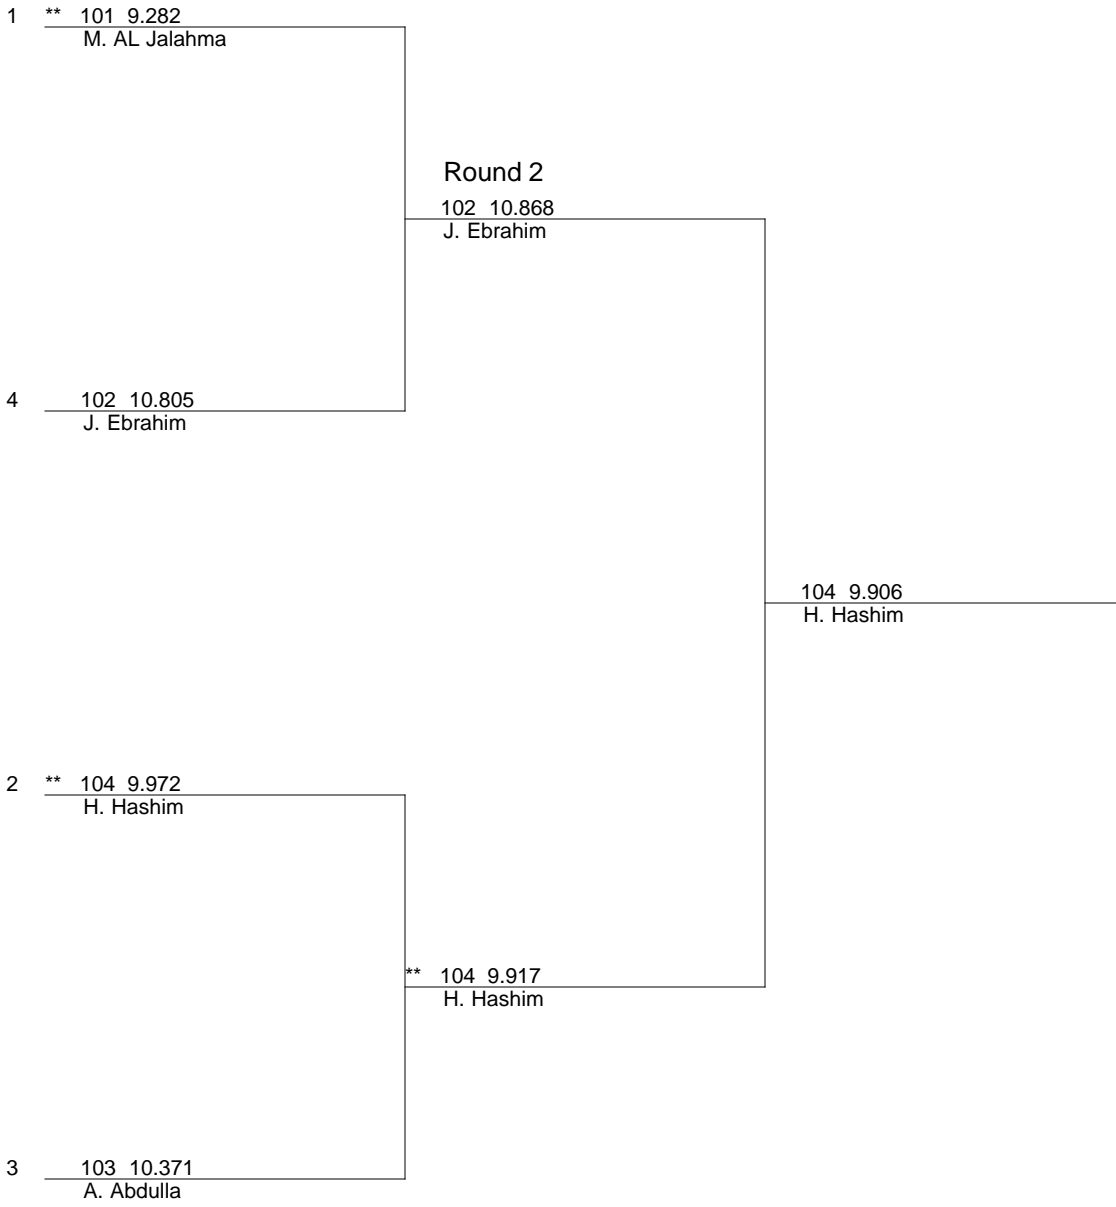 1 ** 101 9.282
M. AL Jalahma
Round 2
102 10.868
J. Ebrahim
4 102 10.805
J. Ebrahim
104 9.906
H. Hashim
2 ** 104 9.972
H. Hashim
** 104 9.917
H. Hashim
3 103 10.371
A. Abdulla